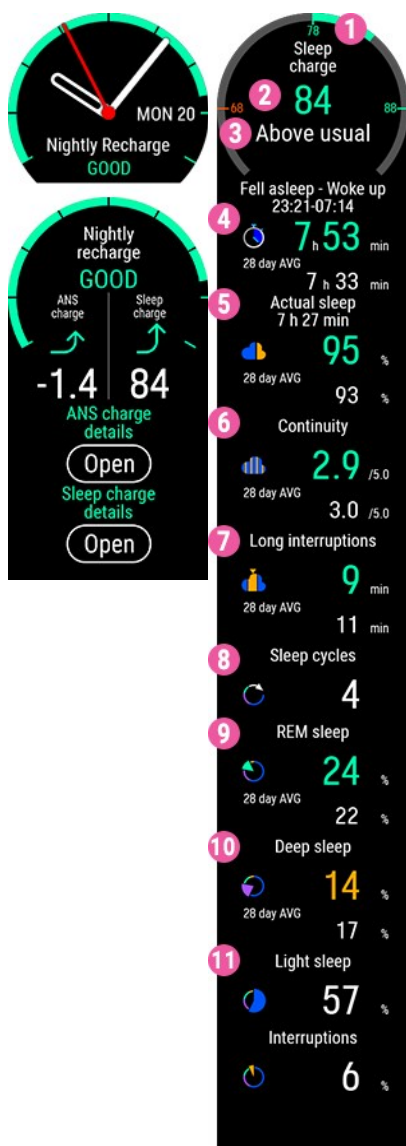 MON 20
Nightly Recharge
GOOD
Nightly
recharge
GOOD
ANS
charge
Sleep
charge
-1.4
84
ANS charge
details
Open
Sleep charge
details
Open
1
78
Sleep
charge
2
68
84
88
3
Above usual
Fell asleep - Woke up
23:21-07:14
4
7 h 53 min
28 day AVG
7 h 33 min
5
Actual sleep
7 h 27 min
95 %
28 day AVG
93 %
6
Continuity
2.9 /5.0
28 day AVG
3.0 /5.0
7
Long interruptions
9 min
28 day AVG
11 min
8
Sleep cycles
4
9
REM sleep
24 %
28 day AVG
22 %
10
Deep sleep
14 %
28 day AVG
17 %
11
Light sleep
57 %
Interruptions
6 %